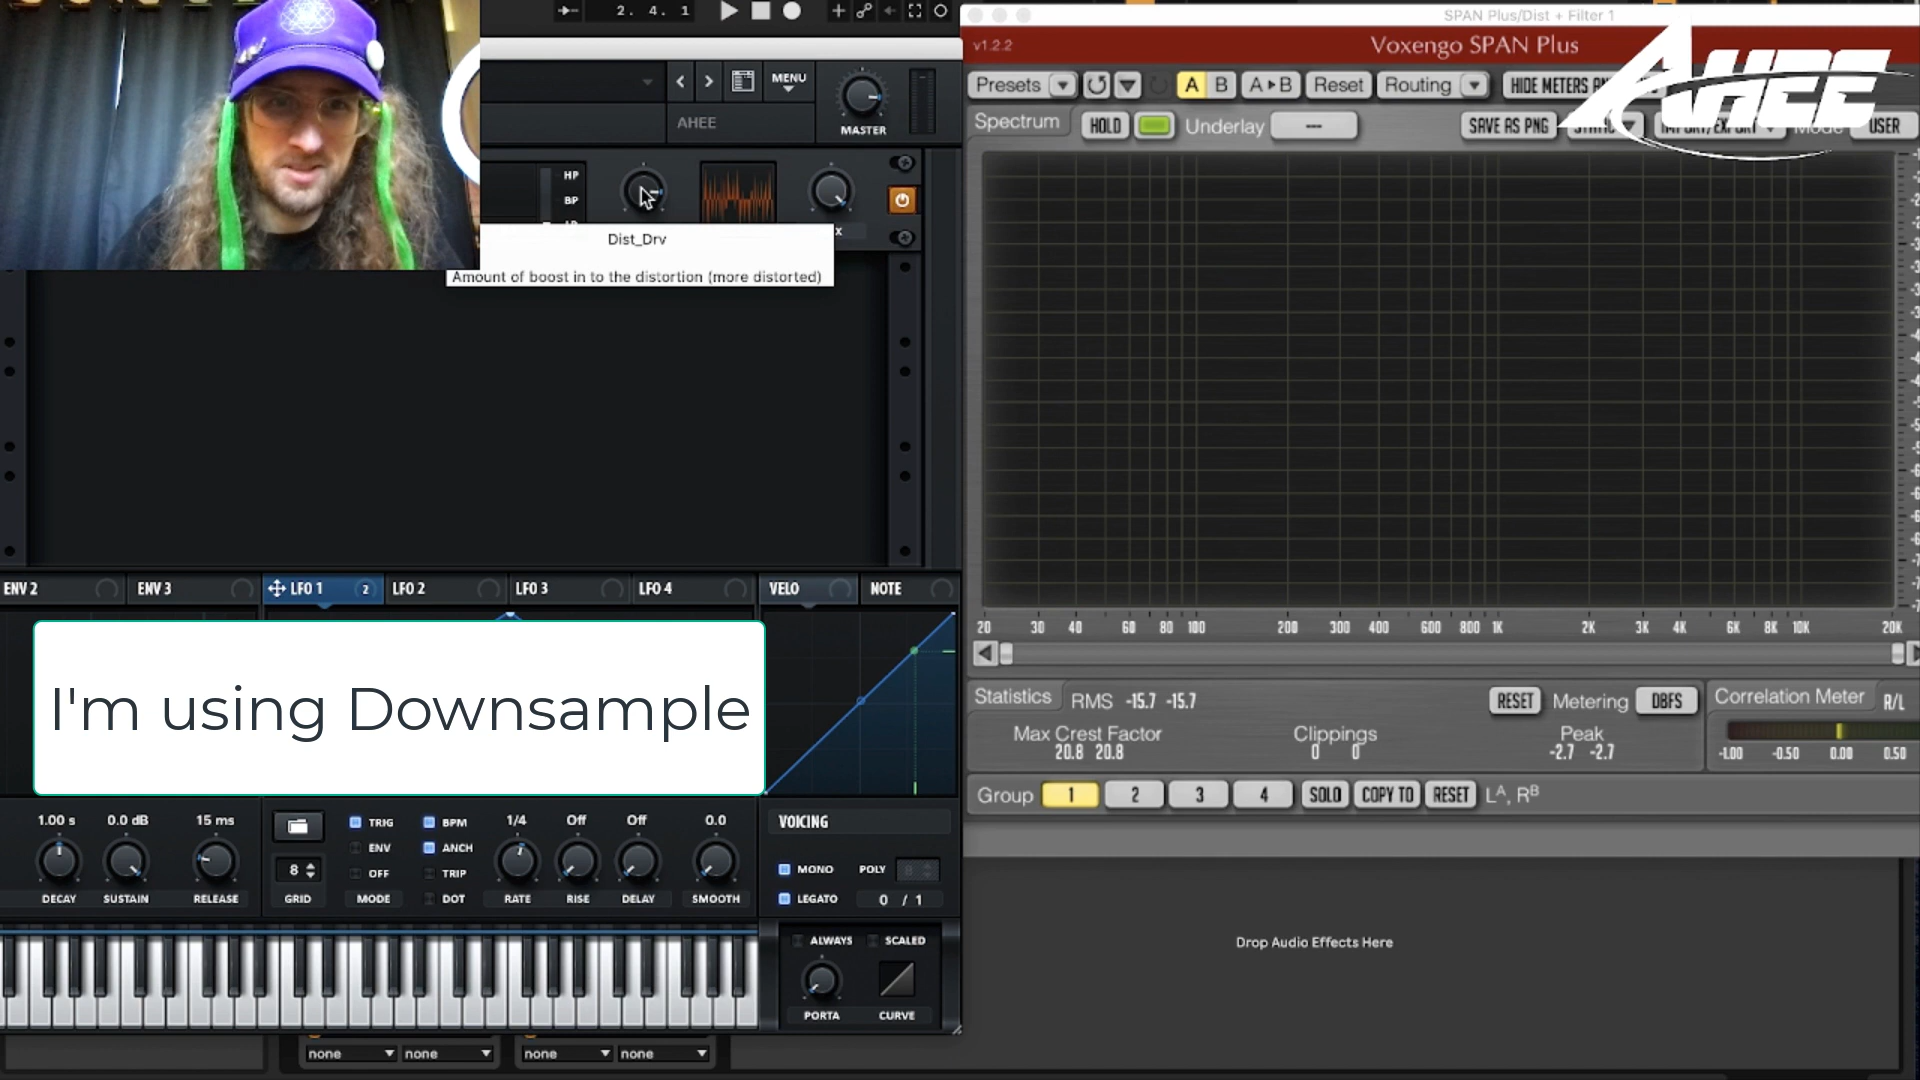 2. 4. 1
SPAN Plus/Dist + Filter 1
v1.2.2
Voxengo SPAN Plus
AHEE
Presets
A
B
A▸B
Reset
Routing
HIDE METERS
Spectrum
HOLD
Underlay
---
SAVE AS PNG
Mode
USER
MENU
AHEE
MASTER
HP
BP
Dist_Drv
Amount of boost in to the distortion (more distorted)
ENV 2
ENV 3
LFO 1
2
LFO 2
LFO 3
LFO 4
VELO
NOTE
I'm using Downsample
20 30 40 60 80 100 200 300 400 600 800 1K 2K 3K 4K 6K 8K 10K 20K
Statistics
RMS -15.7 -15.7
RESET
Metering
DBFS
Correlation Meter
R/L
Max Crest Factor
20.8 20.8
Clippings
0 0
Peak
-2.7 -2.7
-1.00 -0.50 0.00 0.50
Group
1
2
3
4
SOLO
COPY TO
RESET
Lᴬ, Rᴮ
1.00 s
0.0 dB
15 ms
DECAY
SUSTAIN
RELEASE
8
GRID
TRIG
ENV
OFF
MODE
BPM
ANCH
TRIP
DOT
1/4
Off
Off
0.0
RATE
RISE
DELAY
SMOOTH
VOICING
MONO
POLY
LEGATO
0 / 1
ALWAYS
SCALED
PORTA
CURVE
Drop Audio Effects Here
none
none
none
none